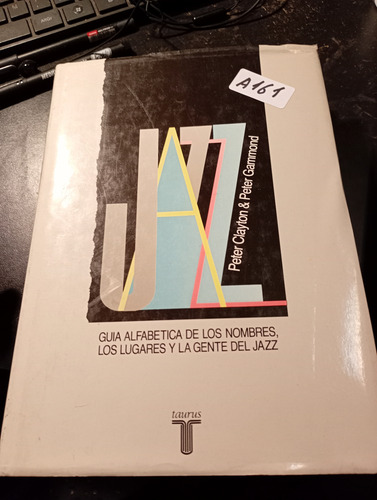 A161
JAZZ
Peter Clayton & Peter Gammond
GUIA ALFABETICA DE LOS NOMBRES,
LOS LUGARES Y LA GENTE DEL JAZZ
taurus